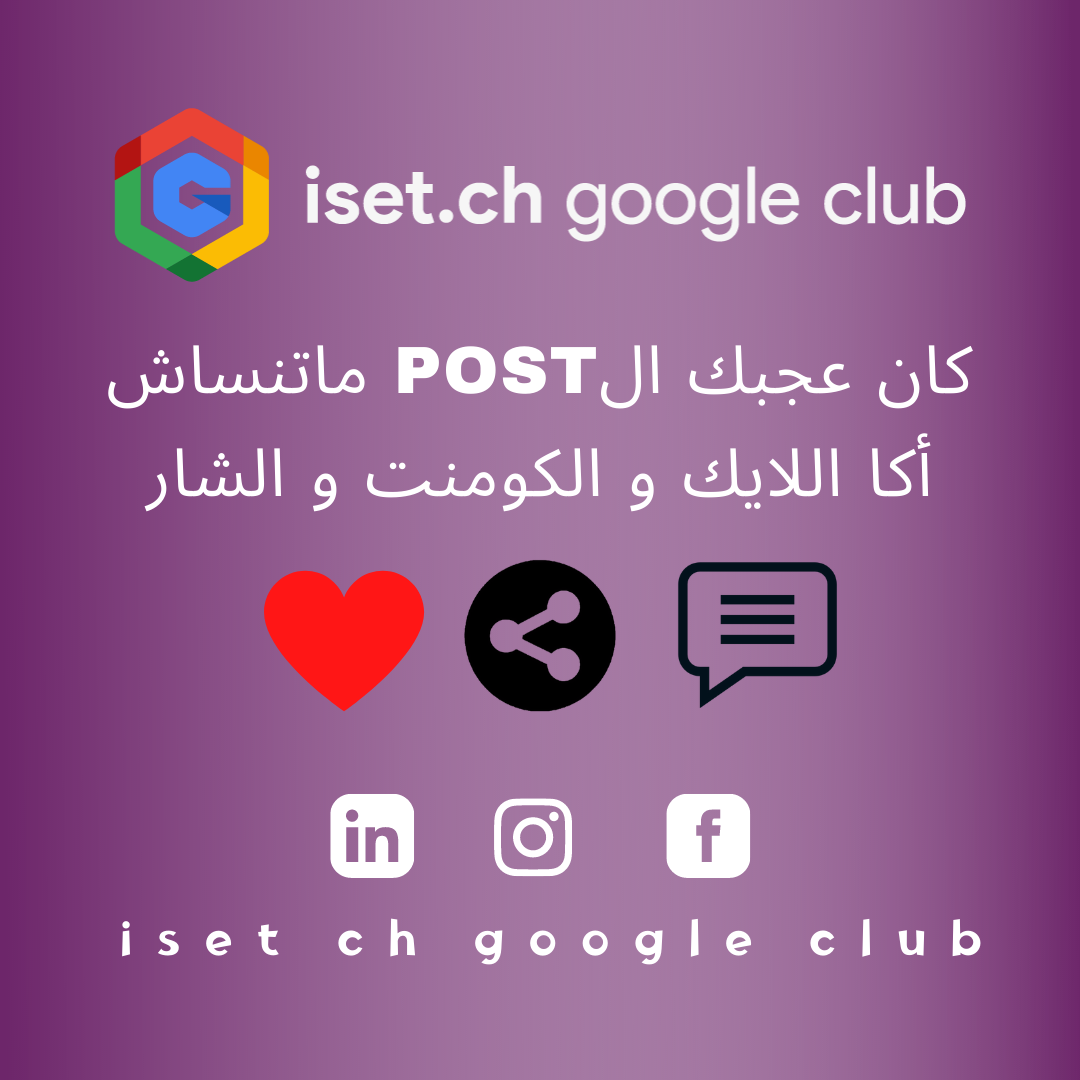 iset.ch google club
كان عجبك الPOST ماتنساش
أكا اللايك و الكومنت و الشار
in f
iset ch google club